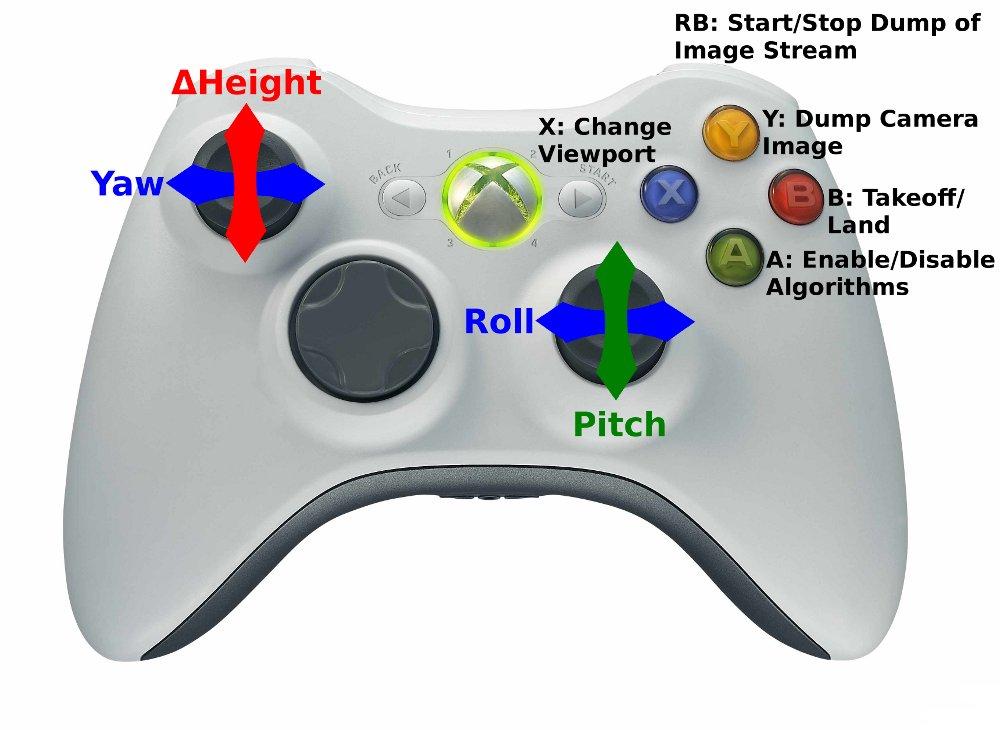 RB: Start/Stop Dump of
Image Stream
ΔHeight
Y: Dump Camera
Image
X: Change
Viewport
Yaw
BACK
START
1
2
3
4
Y
X
B
A
B: Takeoff/
Land
A: Enable/Disable
Algorithms
Roll
Pitch